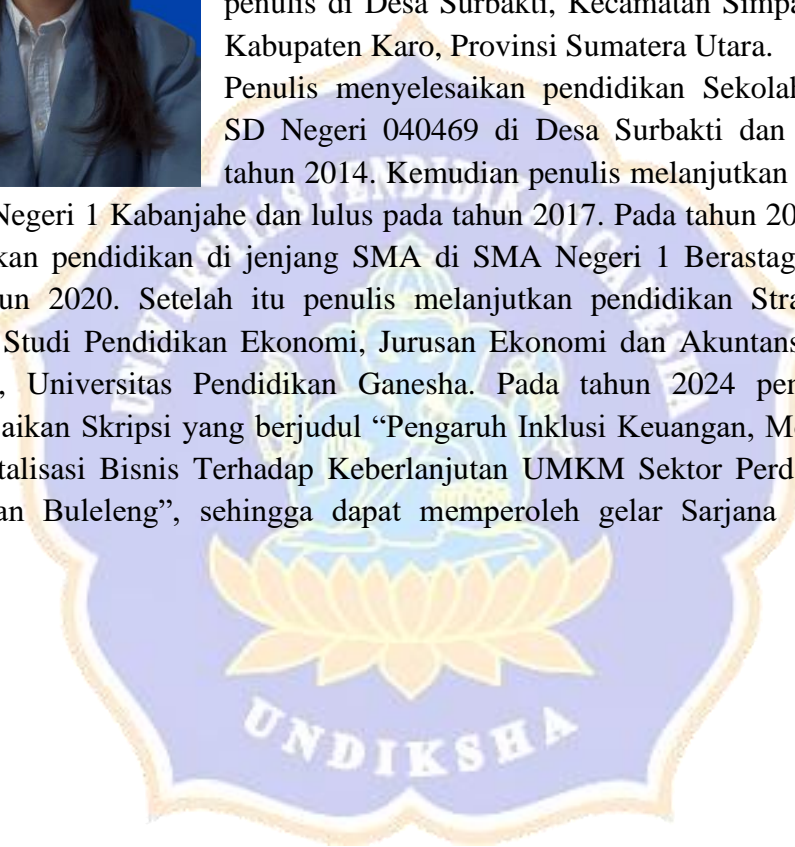 penulis di Desa Surbakti, Kecamatan Simpa
Kabupaten Karo, Provinsi Sumatera Utara.
Penulis menyelesaikan pendidikan Sekolah
SD Negeri 040469 di Desa Surbakti dan
tahun 2014. Kemudian penulis melanjutkan
Negeri 1 Kabanjahe dan lulus pada tahun 2017. Pada tahun 20
kan pendidikan di jenjang SMA di SMA Negeri 1 Berastag
un 2020. Setelah itu penulis melanjutkan pendidikan Stra
Studi Pendidikan Ekonomi, Jurusan Ekonomi dan Akuntans
, Universitas Pendidikan Ganesha. Pada tahun 2024 pen
aikan Skripsi yang berjudul “Pengaruh Inklusi Keuangan, Mo
talisasi Bisnis Terhadap Keberlanjutan UMKM Sektor Perd
an Buleleng”, sehingga dapat memperoleh gelar Sarjana
UNIVERSITAS PENDIDIKAN GANESHA
UNDIKSHA